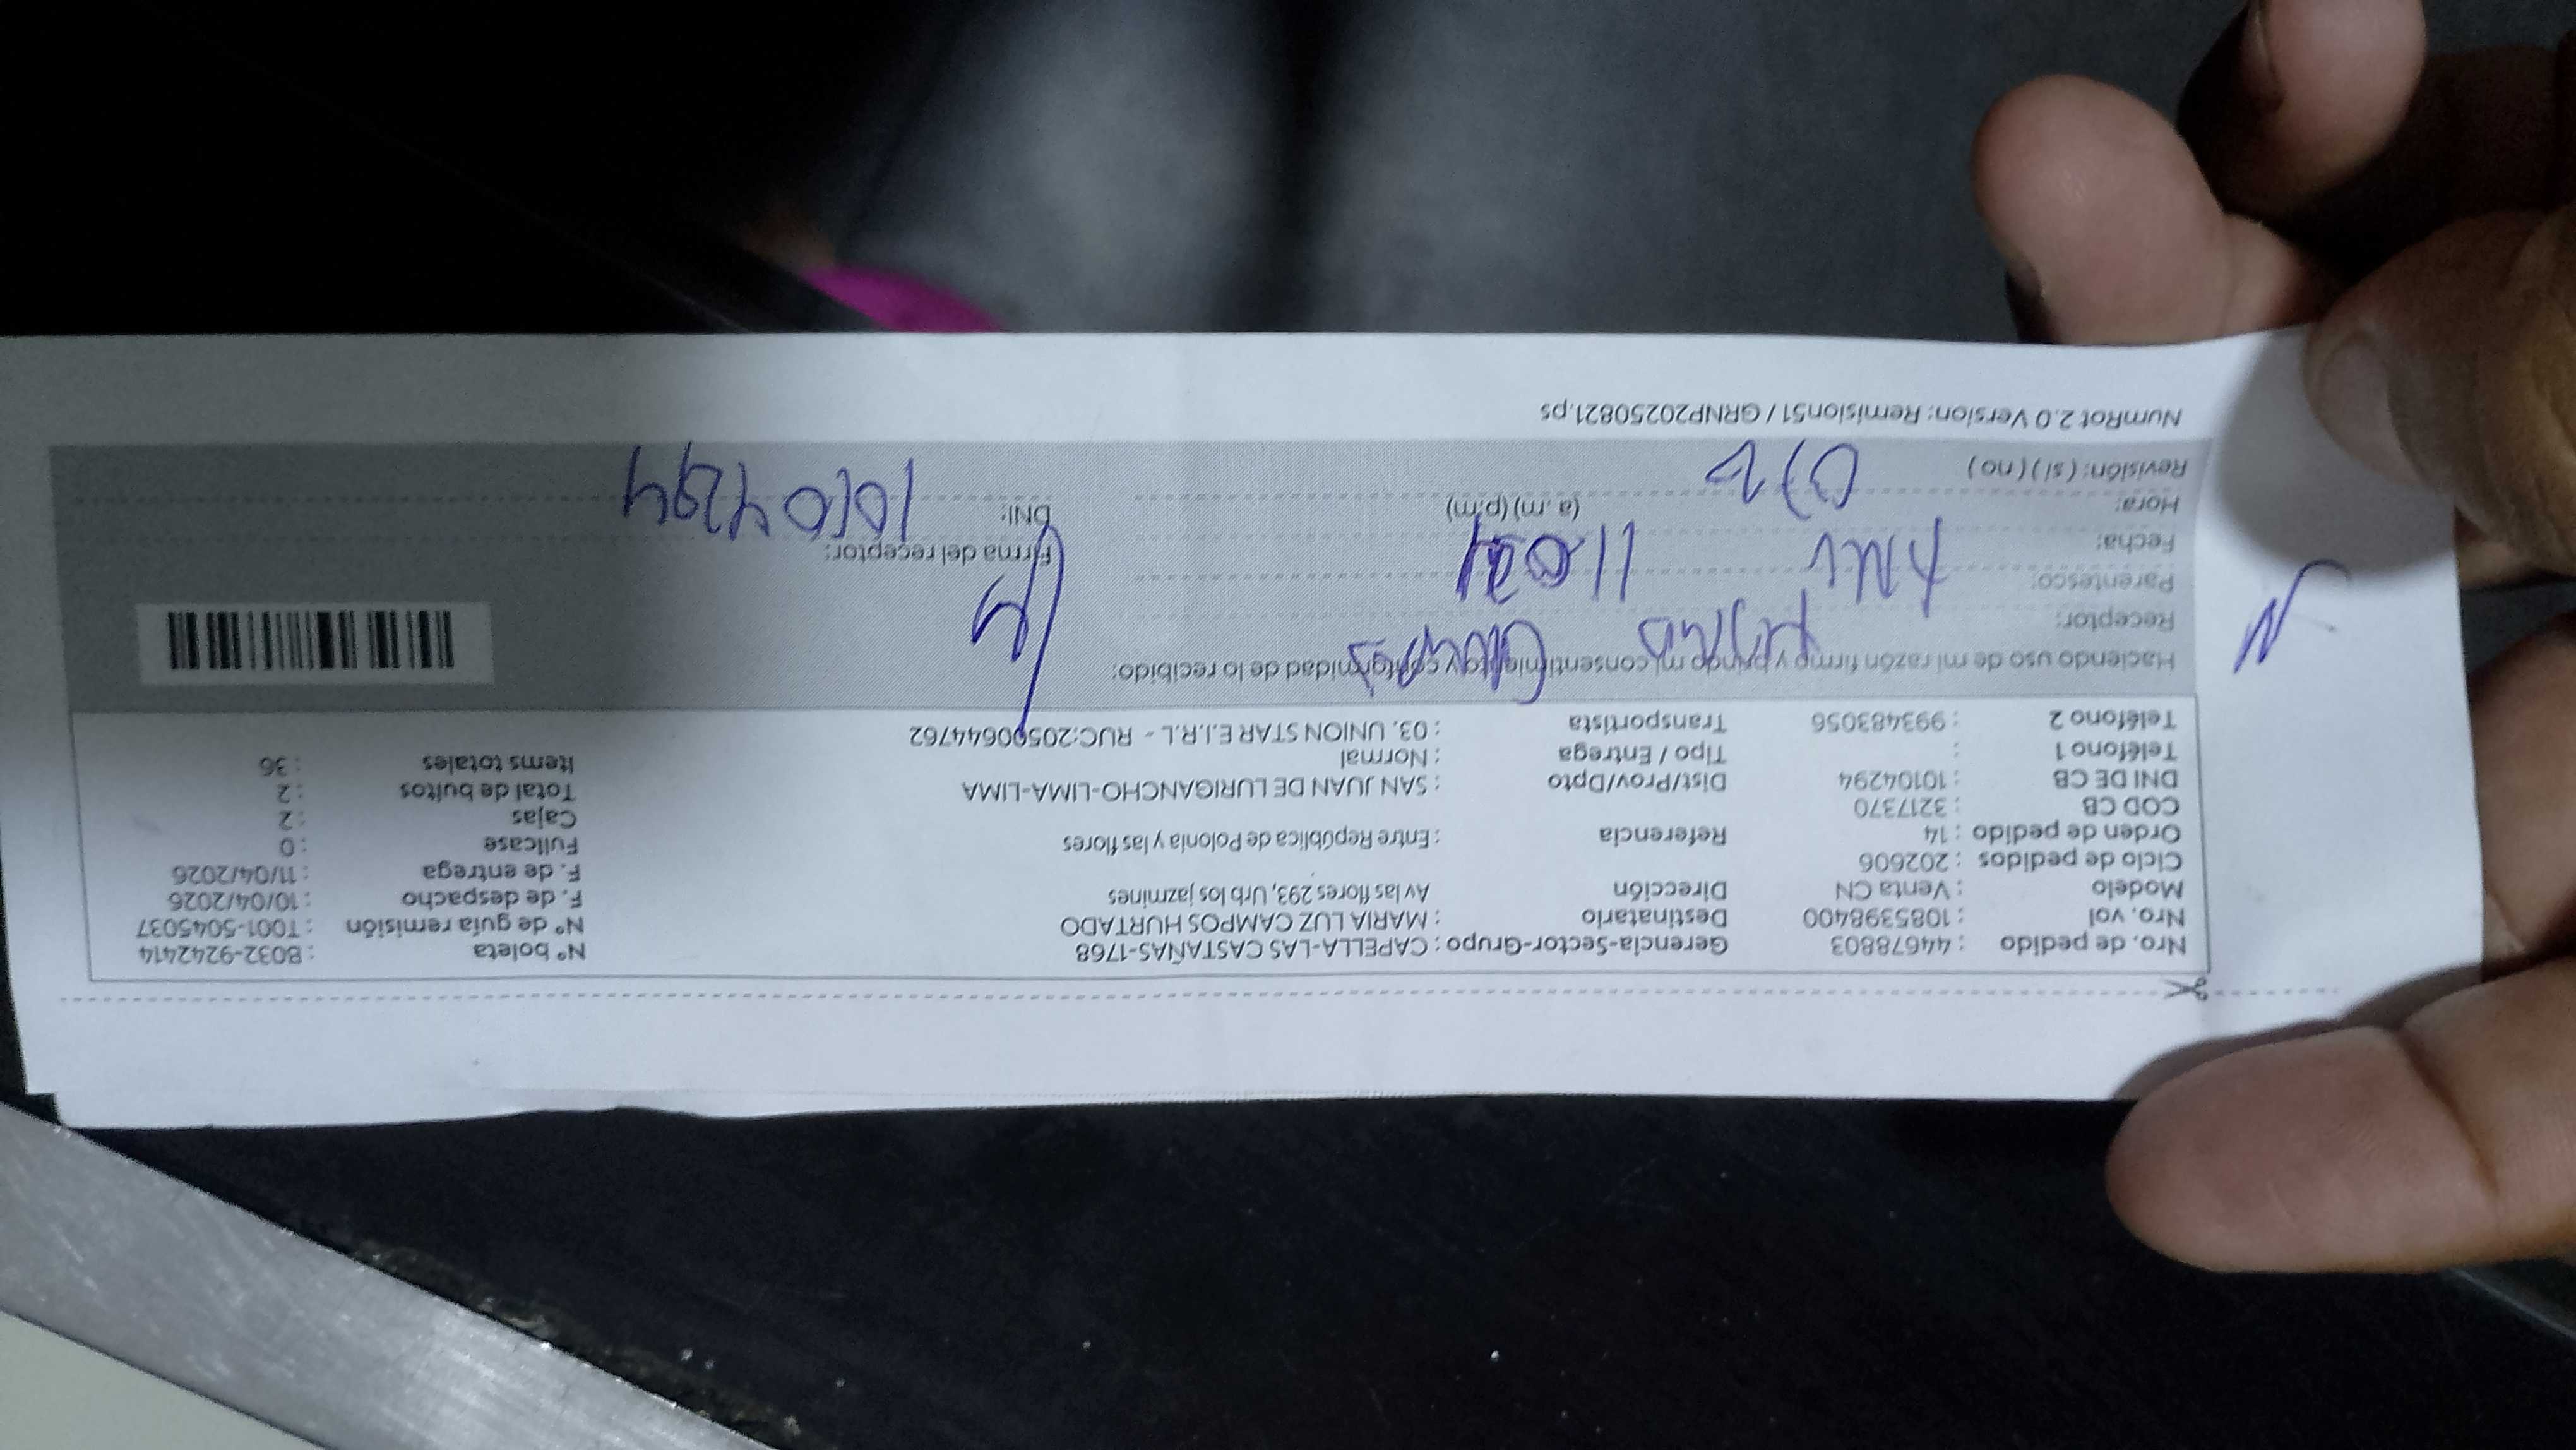 Nro. de pedido : 44678803 Gerencia-Sector-Grupo : CAPELLA-LAS CASTAÑAS-1768 N° boleta : B032-9242414
Nro. vol : 1085398400 Destinatario : MARIA LUZ CAMPOS HURTADO N° de guía remisión : T001-5045037
Modelo : Venta CN Dirección Av las flores 293, Urb los jazmines F. de despacho : 10/04/2026
Ciclo de pedidos : 202606 F. de entrega : 11/04/2026
Orden de pedido : 14 Referencia : Entre República de Polonia y las flores Fullcase : 0
COD CB : 3217370 Cajas : 2
DNI DE CB : 10104294 Dist/Prov/Dpto : SAN JUAN DE LURIGANCHO-LIMA-LIMA Total de bultos : 2
Teléfono 1 : Tipo / Entrega : Normal Items totales : 36
Teléfono 2 : 993483056 Transportista : 03. UNION STAR E.I.R.L - RUC:20500644762
Haciendo uso de mi razón firmo y brindo mi consentimiento y conformidad de lo recibido:
Receptor:
Parentesco:
Fecha: Firma del receptor:
Hora: (a.m) (p.m) DNI:
Revisión: ( si ) ( no )
NumRot 2.0 Version: Remision51 / GRNP20250821.ps